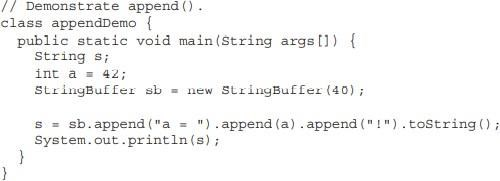 // Demonstrate append().
class appendDemo {
  public static void main(String args[]) {
    String s;
    int a = 42;
    StringBuffer sb = new StringBuffer(40);

    s = sb.append("a = ").append(a).append("!").toString();
    System.out.println(s);
  }
}